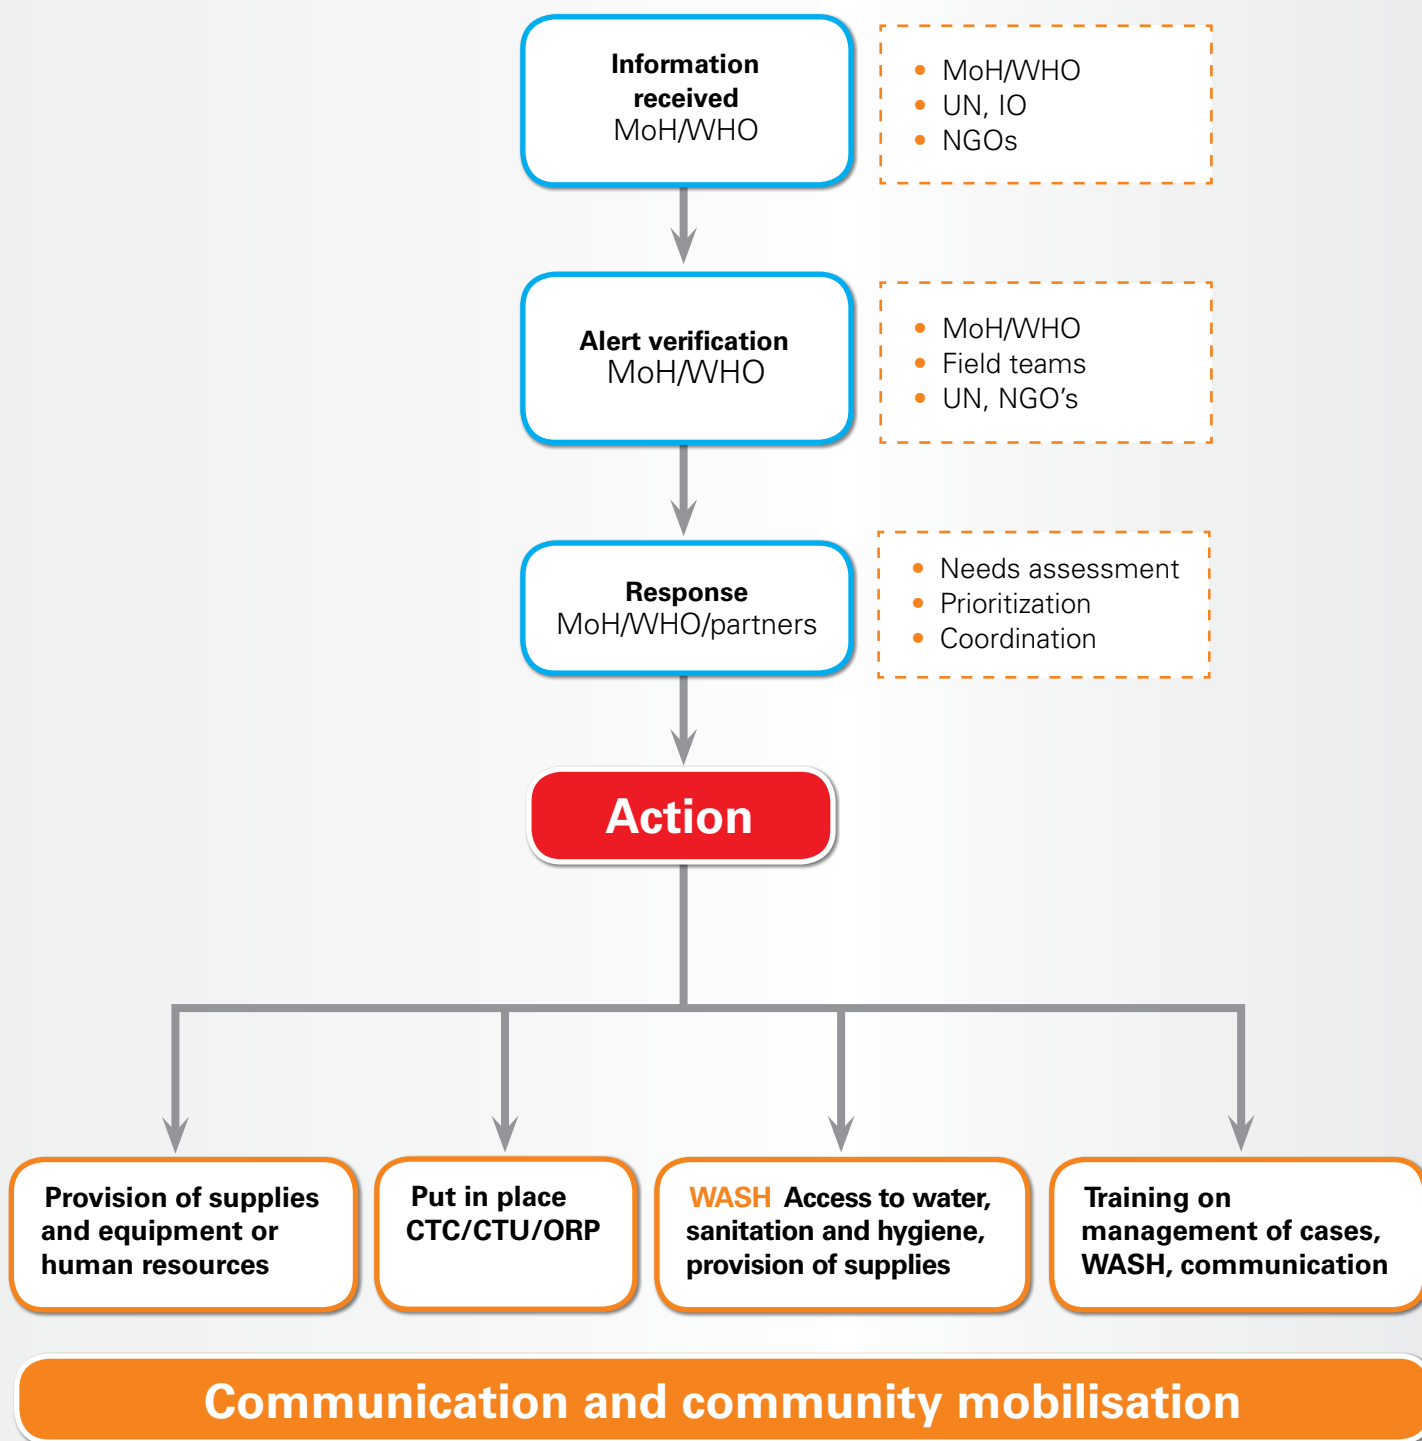 Information
received
MoH/WHO
• MoH/WHO
• UN, IO
• NGOs
Alert verification
MoH/WHO
• MoH/WHO
• Field teams
• UN, NGO’s
Response
MoH/WHO/partners
• Needs assessment
• Prioritization
• Coordination
Action
Provision of supplies
and equipment or
human resources
Put in place
CTC/CTU/ORP
WASH Access to water,
sanitation and hygiene,
provision of supplies
Training on
management of cases,
WASH, communication
Communication and community mobilisation